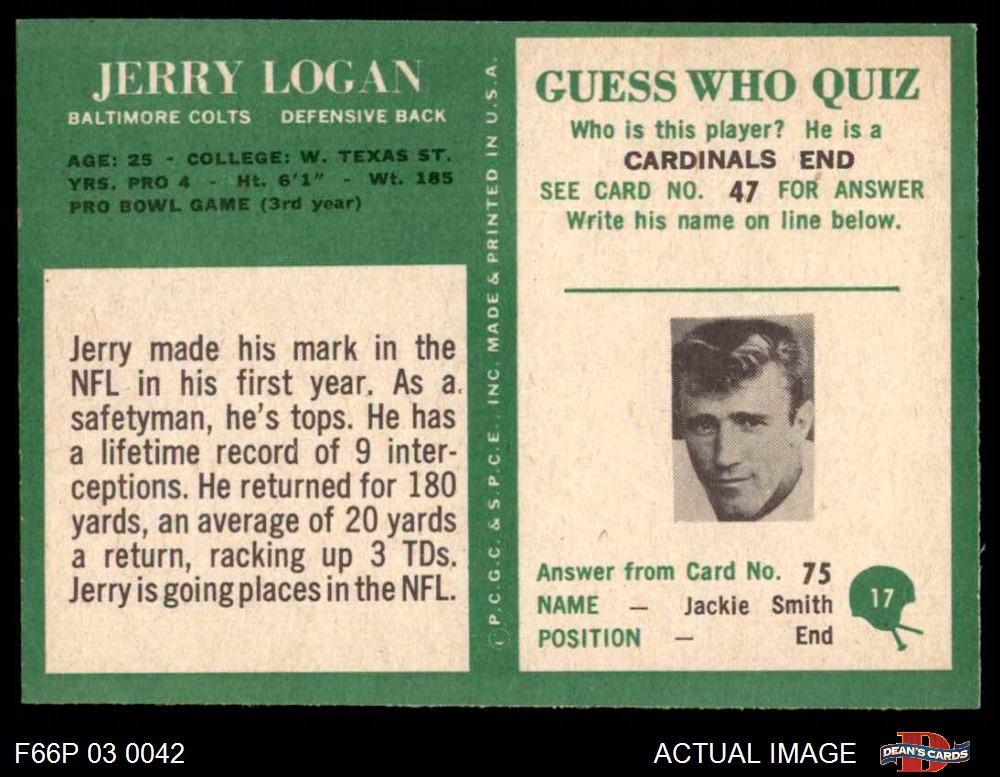 JERRY LOGAN
BALTIMORE COLTS DEFENSIVE BACK
AGE: 25 - COLLEGE: W. TEXAS ST.
YRS. PRO 4 - Ht. 6'1" - Wt. 185
PRO BOWL GAME (3rd year)
Jerry made his mark in the
NFL in his first year. As a
safetyman, he's tops. He has
a lifetime record of 9 inter-
ceptions. He returned for 180
yards, an average of 20 yards
a return, racking up 3 TDs.
Jerry is going places in the NFL.
© P.C.G.C. & S.P.C.E., INC. MADE & PRINTED IN U.S.A.
GUESS WHO QUIZ
Who is this player? He is a
CARDINALS END
SEE CARD NO. 47 FOR ANSWER
Write his name on line below.
Answer from Card No. 75
NAME — Jackie Smith
POSITION — End
17
F66P 03 0042
ACTUAL IMAGE
D
DEAN'S CARDS